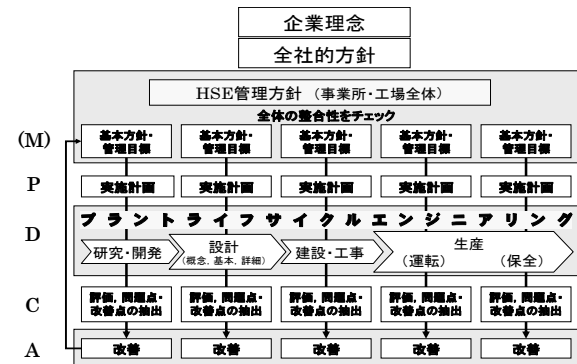 企業理念
全社的方針
HSE管理方針 (事業所・工場全体)
全体の整合性をチェック
(M)
基本方針・ 基本方針・ 基本方針・ 基本方針・ 基本方針・
管理目標 管理目標 管理目標 管理目標 管理目標
P 実施計画 実施計画 実施計画 実施計画 実施計画
プラントライフサイクルエンジニアリング
D
研究・開発 設計 建設・工事 生産
(概念, 基本, 詳細) (運転) (保全)
C
評価, 問題点・ 評価, 問題点・ 評価, 問題点・ 評価, 問題点・ 評価, 問題点・
改善点の抽出 改善点の抽出 改善点の抽出 改善点の抽出 改善点の抽出
A 改善 改善 改善 改善 改善